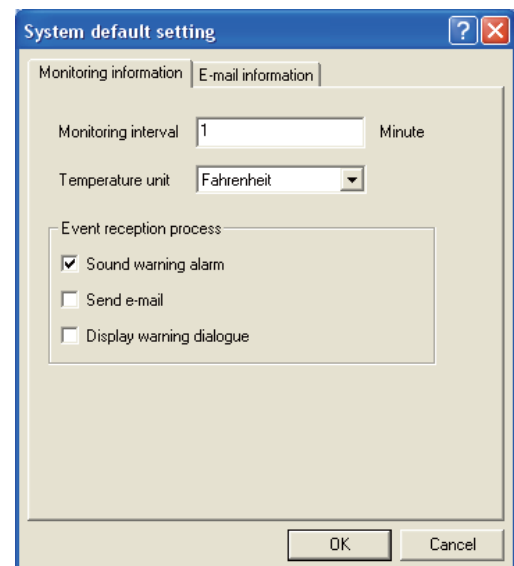 System default setting
Monitoring information E-mail information
Monitoring interval 1 Minute
Temperature unit Fahrenheit
Event reception process
Sound warning alarm
Send e-mail
Display warning dialogue
OK Cancel